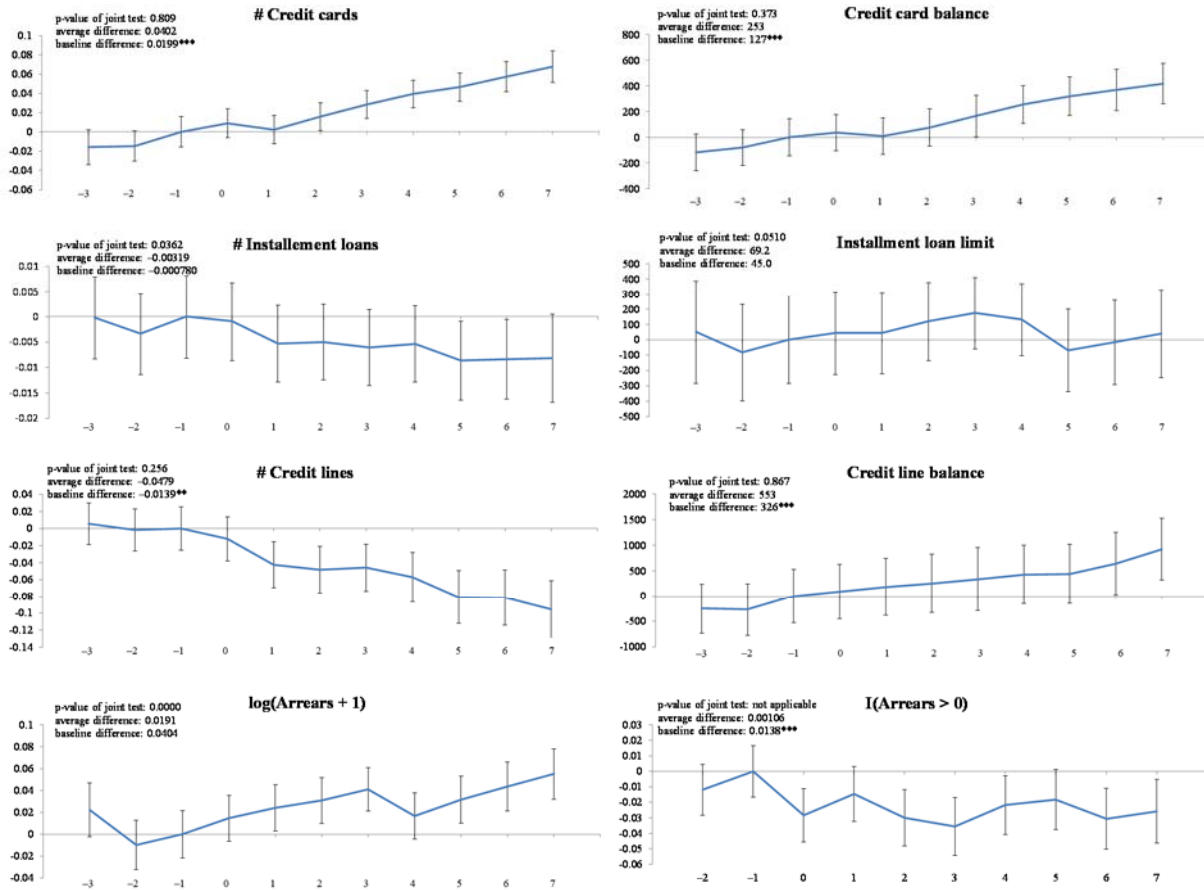 # Credit cards
p-value of joint test: 0.809
average difference: 0.0402
baseline difference: 0.0199***
0.1
0.08
0.06
0.04
0.02
0
-0.02
-0.04
-0.06
–3 –2 –1 0 1 2 3 4 5 6 7
Credit card balance
p-value of joint test: 0.373
average difference: 253
baseline difference: 127***
800
600
400
200
0
-200
-400
–3 –2 –1 0 1 2 3 4 5 6 7
# Installement loans
p-value of joint test: 0.0362
average difference: –0.00319
baseline difference: –0.000780
0.01
0.005
0
-0.005
-0.01
-0.015
-0.02
–3 –2 –1 0 1 2 3 4 5 6 7
Installment loan limit
p-value of joint test: 0.0510
average difference: 69.2
baseline difference: 45.0
500
400
300
200
100
0
-100
-200
-300
-400
-500
–3 –2 –1 0 1 2 3 4 5 6 7
# Credit lines
p-value of joint test: 0.256
average difference: –0.0479
baseline difference: –0.0139**
0.04
0.02
0
-0.02
-0.04
-0.06
-0.08
-0.1
-0.12
-0.14
–3 –2 –1 0 1 2 3 4 5 6 7
Credit line balance
p-value of joint test: 0.867
average difference: 553
baseline difference: 326***
2000
1500
1000
500
0
-500
-1000
–3 –2 –1 0 1 2 3 4 5 6 7
log(Arrears + 1)
p-value of joint test: 0.0000
average difference: 0.0191
baseline difference: 0.0404
0.1
0.08
0.06
0.04
0.02
0
-0.02
0.04
–3 –2 –1 0 1 2 3 4 5 6 7
I(Arrears > 0)
p-value of joint test: not applicable
average difference: 0.00106
baseline difference: 0.0138***
0.03
0.02
0.01
0
-0.01
-0.02
-0.03
-0.04
-0.05
-0.06
–2 –1 0 1 2 3 4 5 6 7